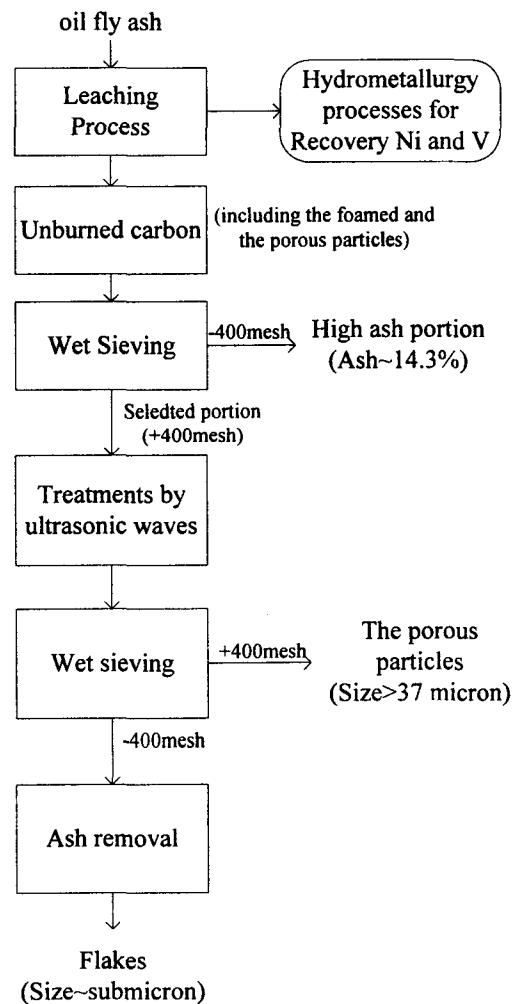 oil fly ash
Leaching
Process
Hydrometallurgy
processes for
Recovery Ni and V
Unburned carbon
(including the foamed and
the porous particles)
Wet Sieving
-400mesh
High ash portion
(Ash~14.3%)
Seledted portion
(+400mesh)
Treatments by
ultrasonic waves
Wet sieving
+400mesh
The porous
particles
(Size>37 micron)
-400mesh
Ash removal
Flakes
(Size~submicron)